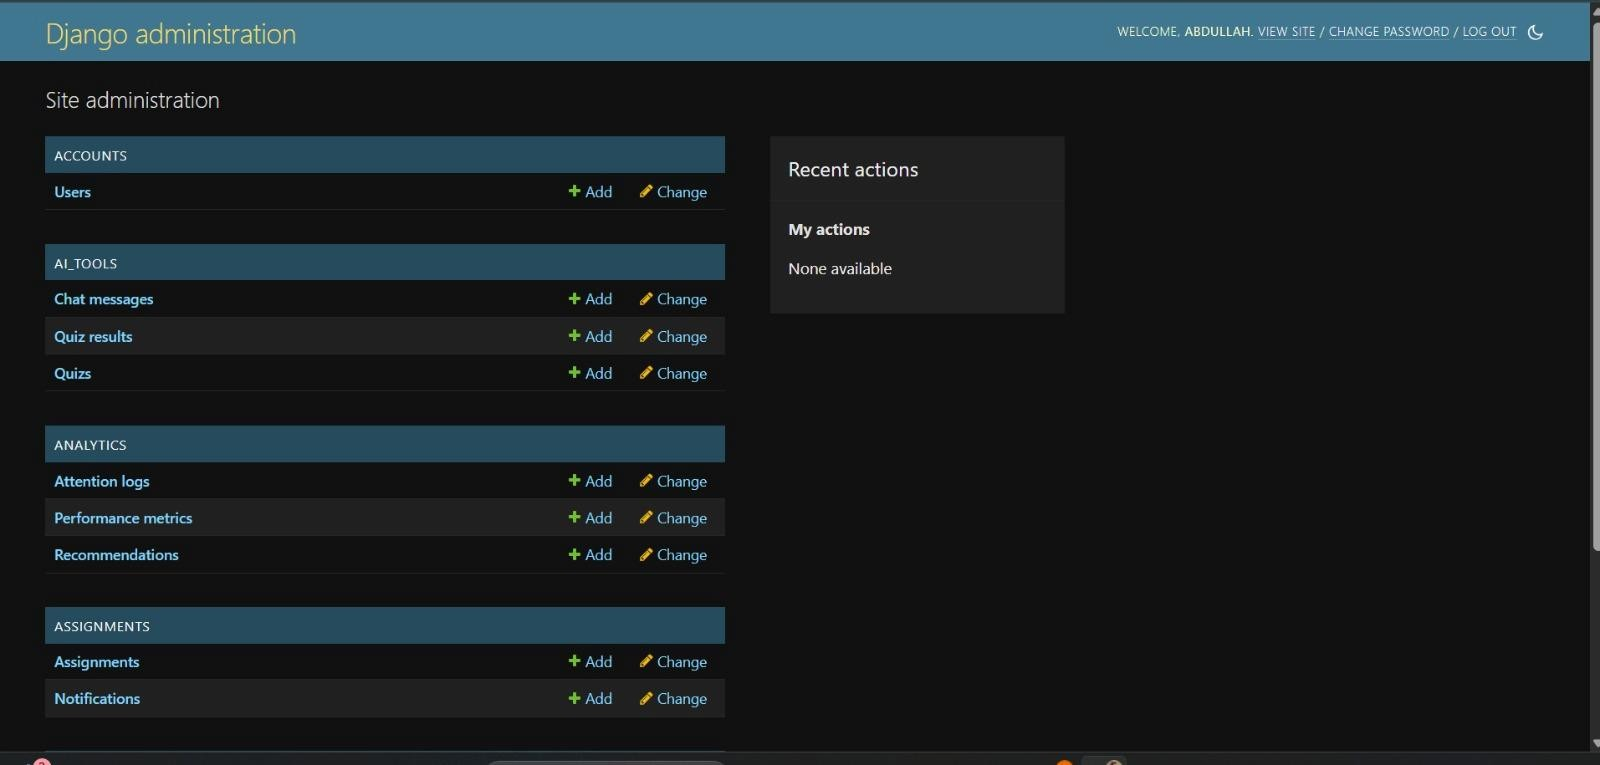 Django administration
WELCOME, ABDULLAH. VIEW SITE / CHANGE PASSWORD / LOG OUT
Site administration
ACCOUNTS
Users Add Change
AI_TOOLS
Chat messages Add Change
Quiz results Add Change
Quizs Add Change
ANALYTICS
Attention logs Add Change
Performance metrics Add Change
Recommendations Add Change
ASSIGNMENTS
Assignments Add Change
Notifications Add Change
Recent actions
My actions
None available